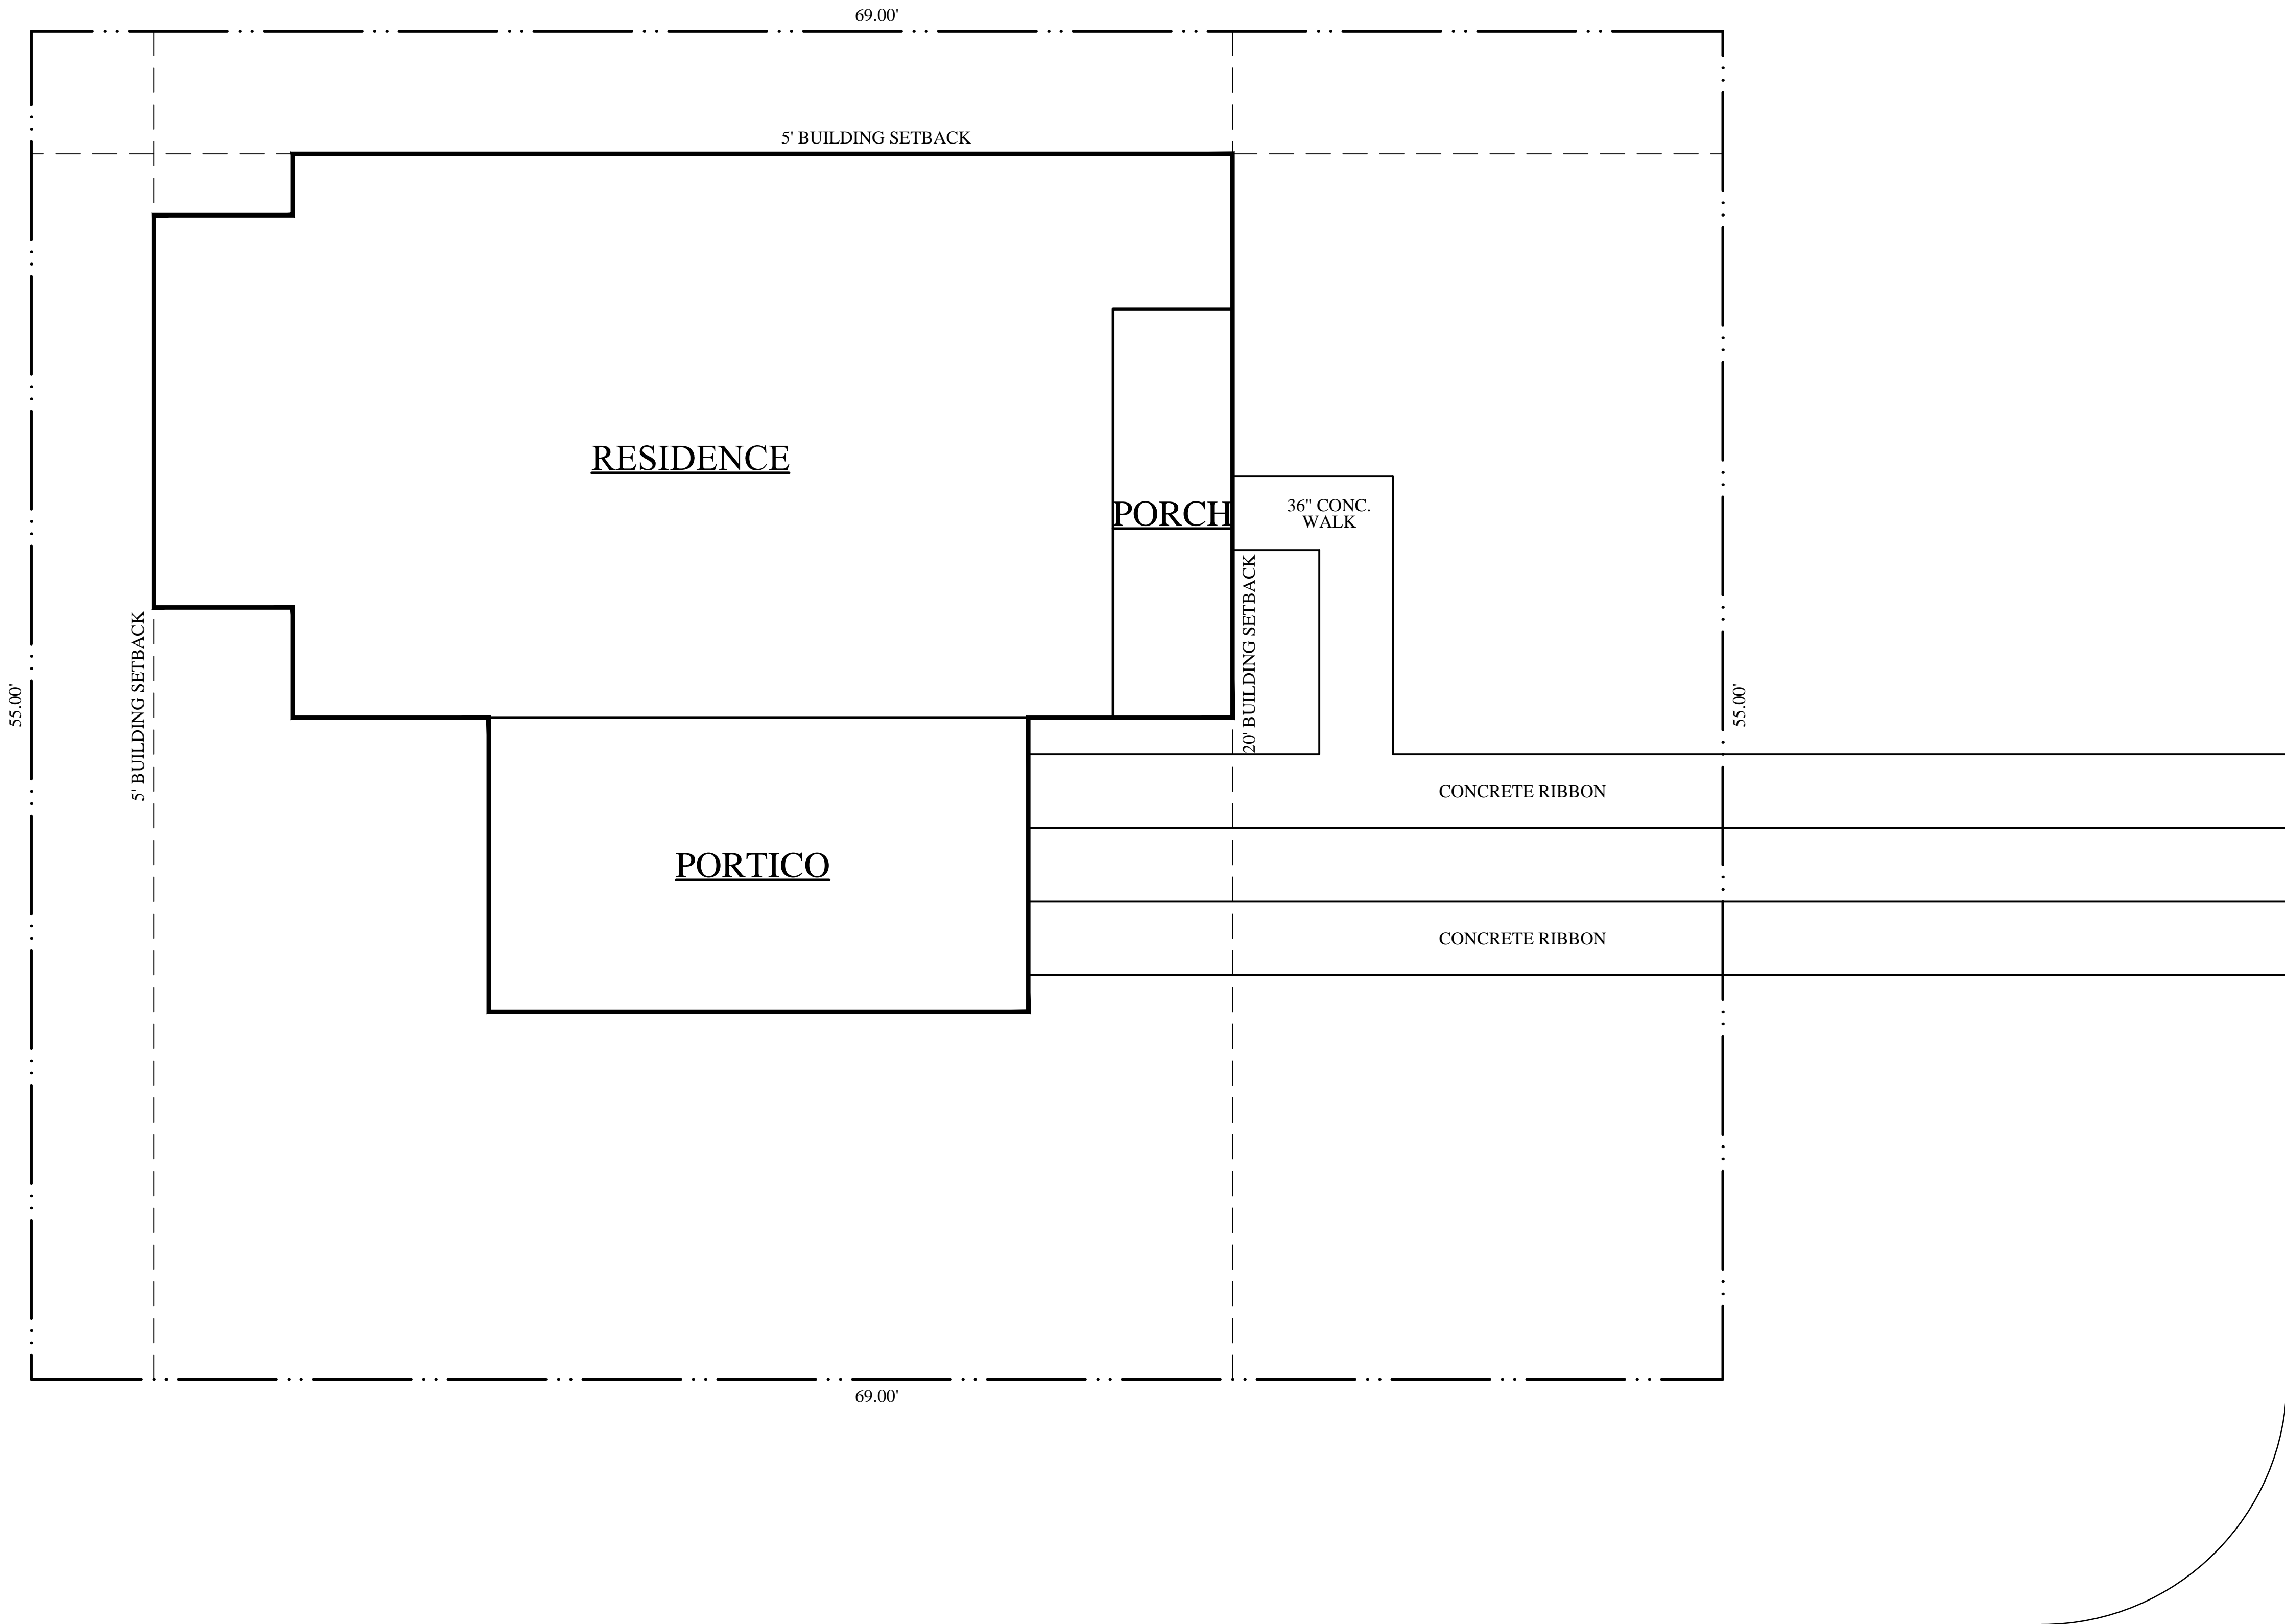 69.00'
5' BUILDING SETBACK
RESIDENCE
PORCH
36" CONC.
WALK
20' BUILDING SETBACK
5' BUILDING SETBACK
55.00'
55.00'
CONCRETE RIBBON
PORTICO
CONCRETE RIBBON
69.00'